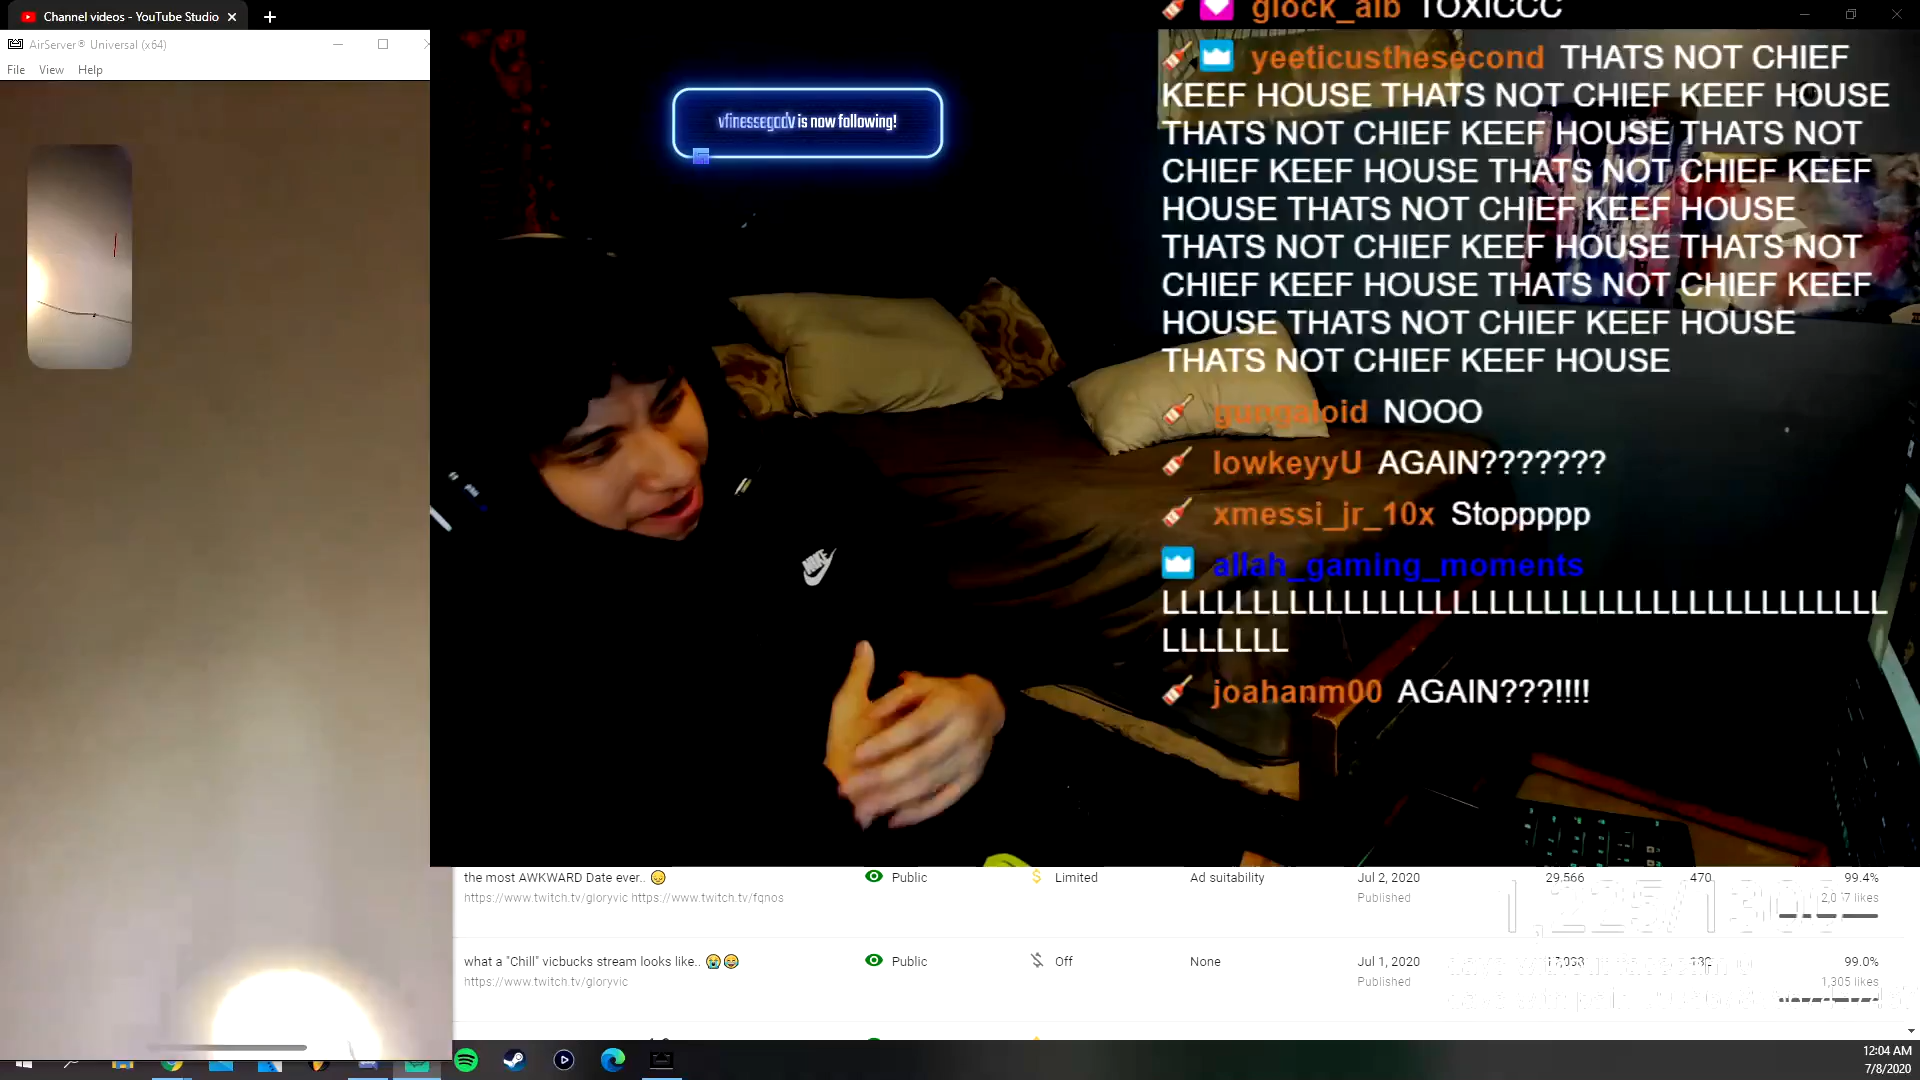 Channel videos - YouTube Studio
AirServer® Universal (x64)
File View Help
vfinessegodv is now following!
glock_aib TOXICCC
yeeticusthesecond THATS NOT CHIEF
KEEF HOUSE THATS NOT CHIEF KEEF HOUSE
THATS NOT CHIEF KEEF HOUSE THATS NOT
CHIEF KEEF HOUSE THATS NOT CHIEF KEEF
HOUSE THATS NOT CHIEF KEEF HOUSE
THATS NOT CHIEF KEEF HOUSE THATS NOT
CHIEF KEEF HOUSE THATS NOT CHIEF KEEF
HOUSE THATS NOT CHIEF KEEF HOUSE
THATS NOT CHIEF KEEF HOUSE
gungaloid NOOO
lowkeyyU AGAIN???????
xmessi_jr_10x Stoppppp
allah_gaming_moments
LLLLLLLLLLLLLLLLLLLLLLLLLLLLLLLLLLLLLLLL
LLLLLLL
joahanm00 AGAIN???!!!!
NIKE
the most AWKWARD Date ever.. 😞 Public Limited Ad suitability Jul 2, 2020 29,566 470 99.4%
https://www.twitch.tv/gloryvic https://www.twitch.tv/fqnos Published likes
what a "Chill" vicbucks stream looks like.. 😭😂 Public Off None Jul 1, 2020 99.0%
https://www.twitch.tv/gloryvic Published 1,305 likes
12:04 AM
7/8/2020